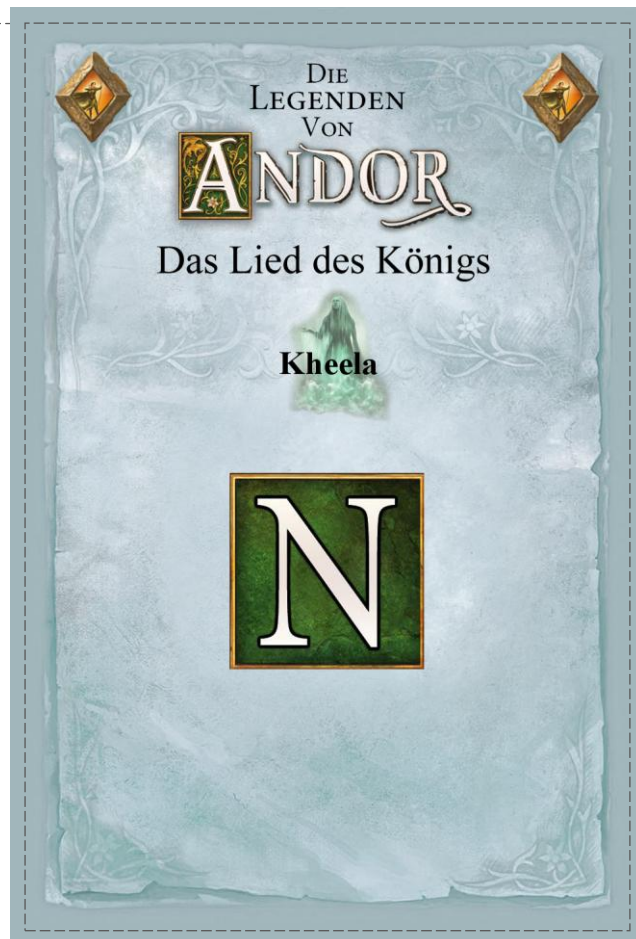 DIE
LEGENDEN
VON
ANDOR
Das Lied des Königs
Kheela
N